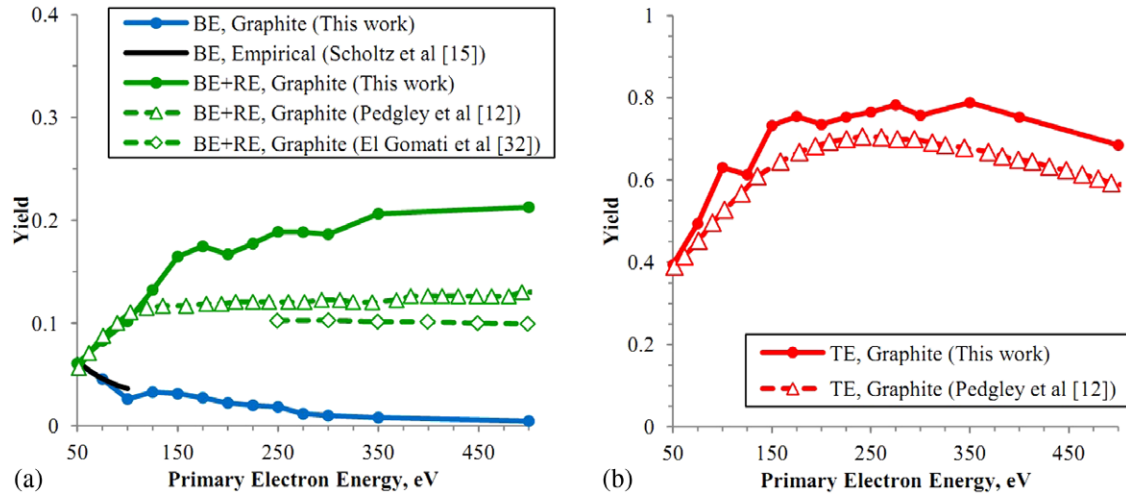 0.4
0.3
0.2
0.1
0
Yield
BE, Graphite (This work)
BE, Empirical (Scholtz et al [15])
BE+RE, Graphite (This work)
BE+RE, Graphite (Pedgley et al [12])
BE+RE, Graphite (El Gomati et al [32])
50 150 250 350 450
Primary Electron Energy, eV
(a)
1
0.8
0.6
0.4
0.2
0
Yield
TE, Graphite (This work)
TE, Graphite (Pedgley et al [12])
50 150 250 350 450
Primary Electron Energy, eV
(b)